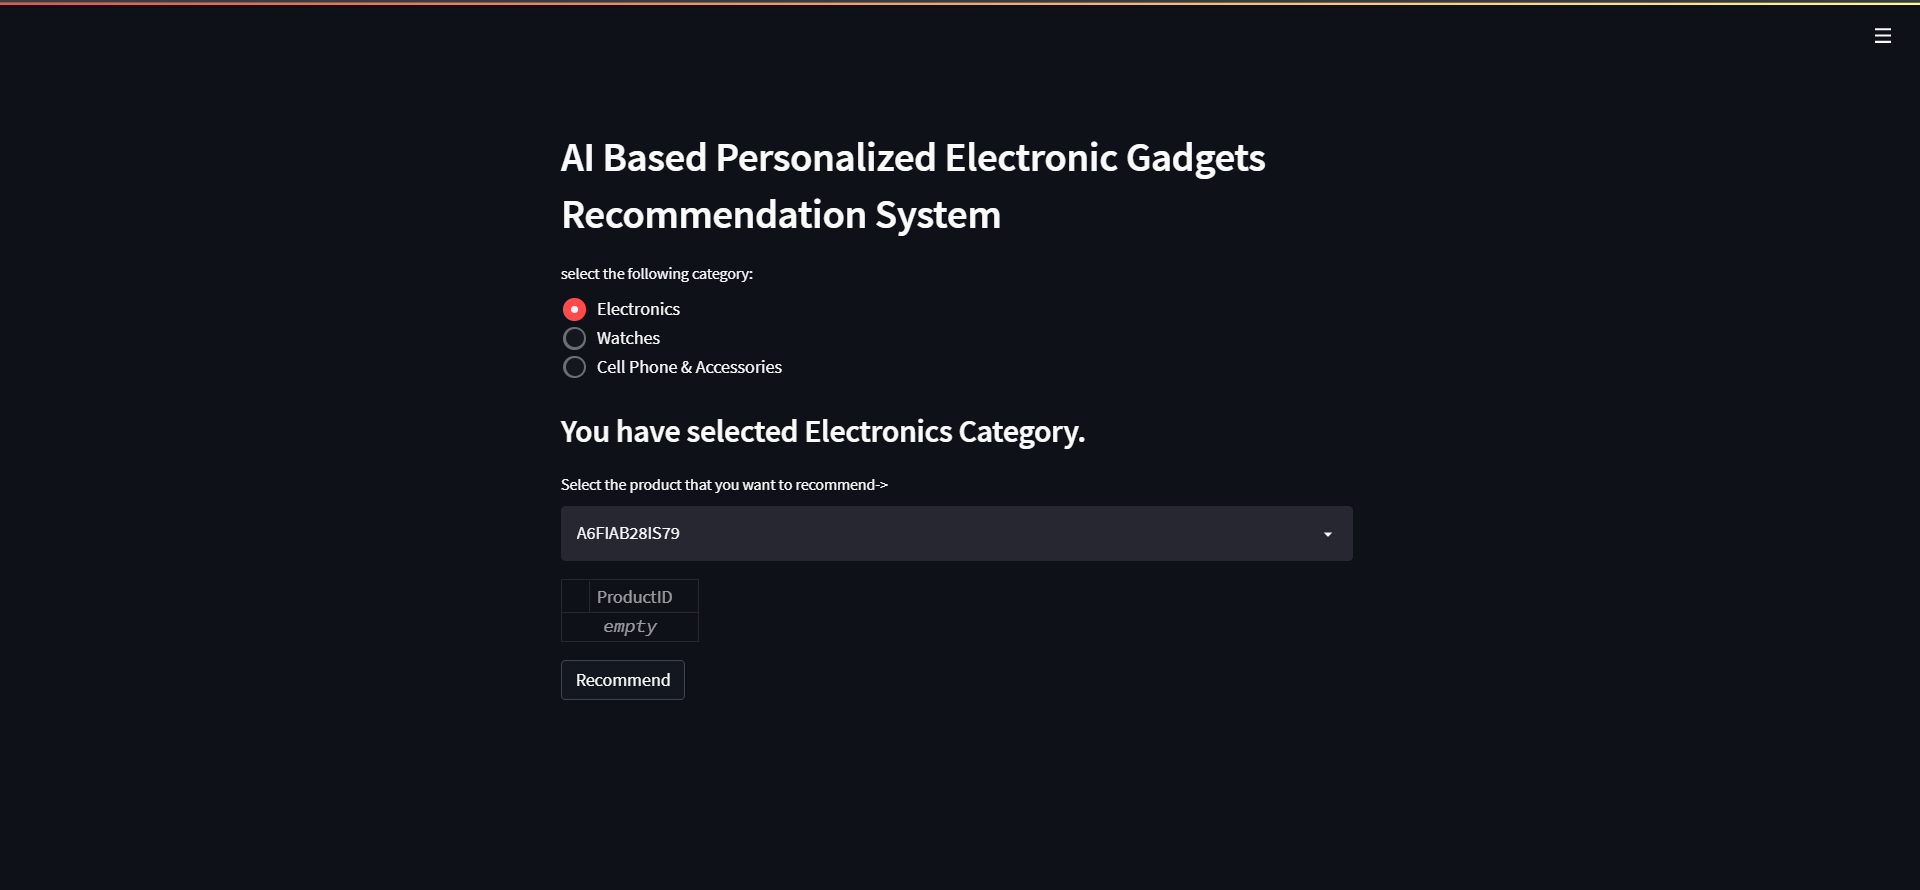 AI Based Personalized Electronic Gadgets
Recommendation System
select the following category:
Electronics
Watches
Cell Phone & Accessories
You have selected Electronics Category.
Select the product that you want to recommend->
A6FIAB28IS79
ProductID
empty
Recommend